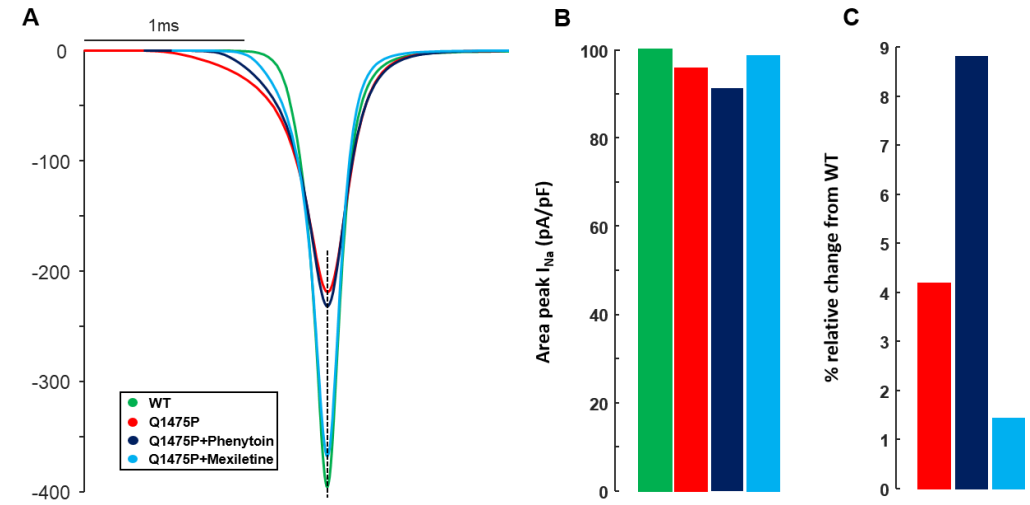 A
1ms
0
-100
-200
-300
-400
WT
Q1475P
Q1475P+Phenytoin
Q1475P+Mexiletine
B
Area peak INa (pA/pF)
100
80
60
40
20
0
C
% relative change from WT
9
8
7
6
5
4
3
2
1
0